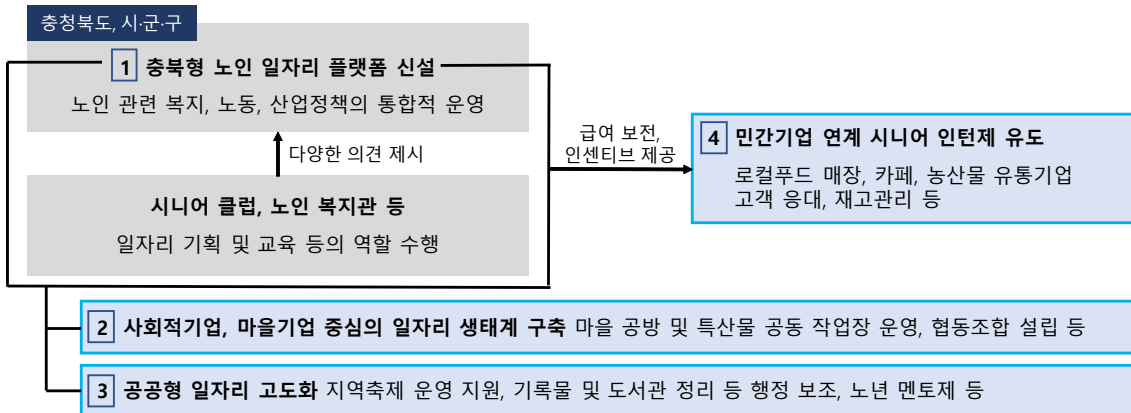 충청북도, 시·군·구
1 충북형 노인 일자리 플랫폼 신설
노인 관련 복지, 노동, 산업정책의 통합적 운영
다양한 의견 제시
시니어 클럽, 노인 복지관 등
일자리 기획 및 교육 등의 역할 수행
급여 보전,
인센티브 제공
4 민간기업 연계 시니어 인턴제 유도
로컬푸드 매장, 카페, 농산물 유통기업
고객 응대, 재고관리 등
2 사회적기업, 마을기업 중심의 일자리 생태계 구축 마을 공방 및 특산물 공동 작업장 운영, 협동조합 설립 등
3 공공형 일자리 고도화 지역축제 운영 지원, 기록물 및 도서관 정리 등 행정 보조, 노년 멘토제 등